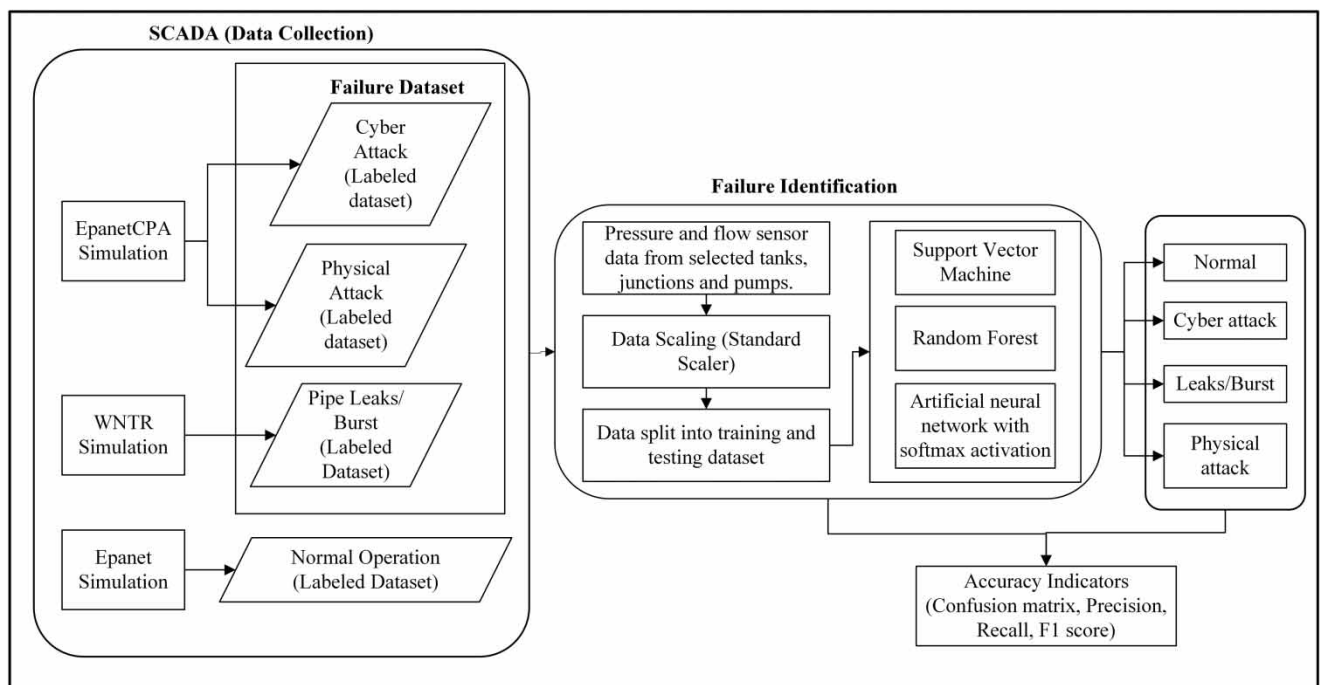 SCADA (Data Collection)
Failure Dataset
Cyber
Attack
(Labeled
dataset)
EpanetCPA
Simulation
Physical
Attack
(Labeled
dataset)
WNTR
Simulation
Pipe Leaks/
Burst
(Labeled
Dataset)
Epanet
Simulation
Normal Operation
(Labeled Dataset)
Failure Identification
Pressure and flow sensor
data from selected tanks,
junctions and pumps.
Data Scaling (Standard
Scaler)
Data split into training and
testing dataset
Support Vector
Machine
Random Forest
Artificial neural
network with
softmax activation
Normal
Cyber attack
Leaks/Burst
Physical
attack
Accuracy Indicators
(Confusion matrix, Precision,
Recall, F1 score)